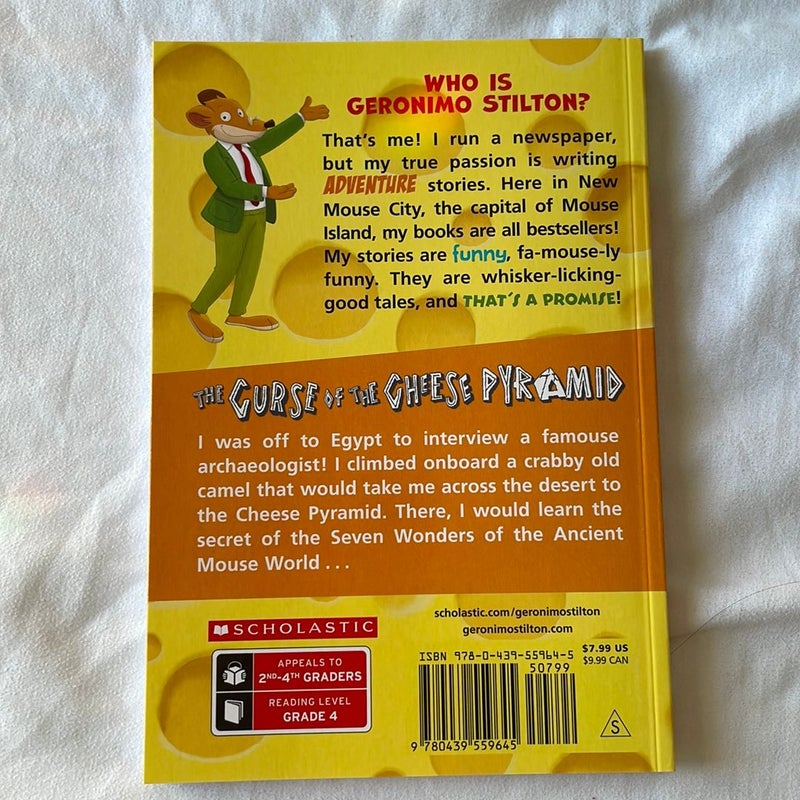 WHO IS
GERONIMO STILTON?
That's me! I run a newspaper,
but my true passion is writing
ADVENTURE stories. Here in New
Mouse City, the capital of Mouse
Island, my books are all bestsellers!
My stories are funny, fa-mouse-ly
funny. They are whisker-licking-
good tales, and THAT'S A PROMISE!
THE CURSE OF THE CHEESE PYRAMID
I was off to Egypt to interview a famouse
archaeologist! I climbed onboard a crabby old
camel that would take me across the desert to
the Cheese Pyramid. There, I would learn the
secret of the Seven Wonders of the Ancient
Mouse World . . .
scholastic.com/geronimostilton
geronimostilton.com
SCHOLASTIC
APPEALS TO
2ND-4TH GRADERS
READING LEVEL
GRADE 4
ISBN 978-0-439-55964-5
50799
$7.99 US
$9.99 CAN
9 780439 559645
S